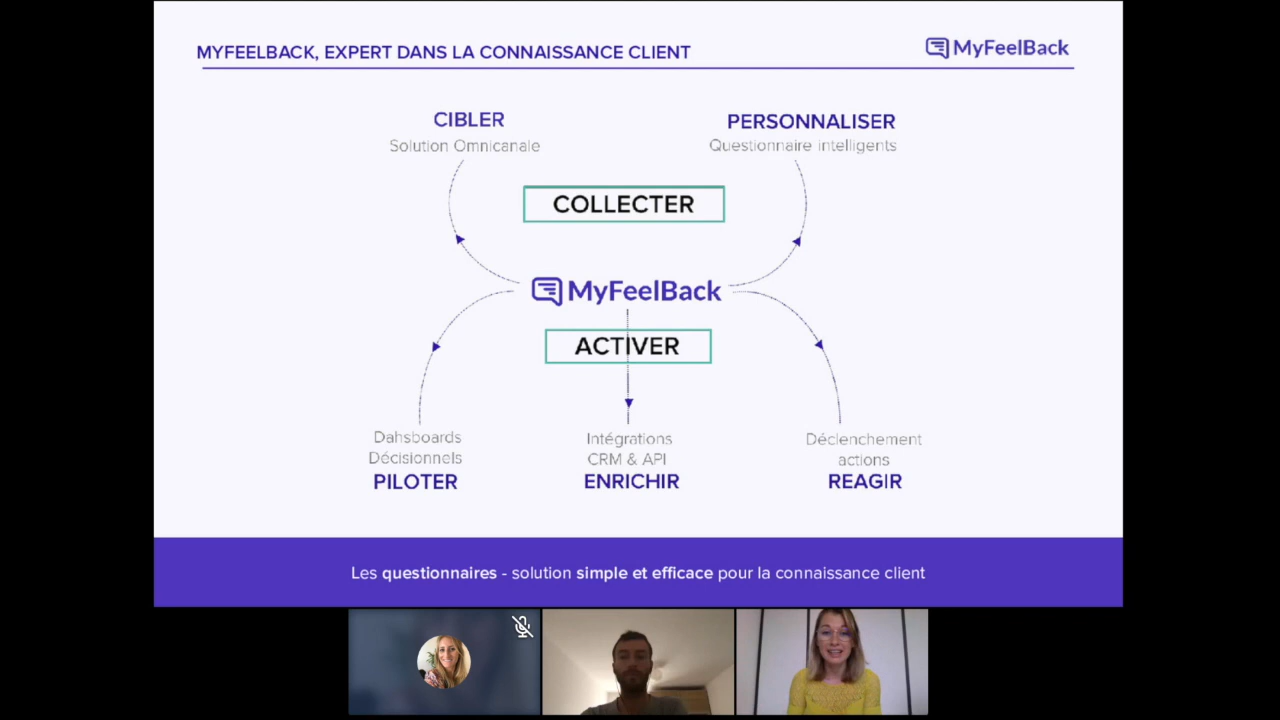 MYFEELBACK, EXPERT DANS LA CONNAISSANCE CLIENT
MyFeelBack
CIBLER
Solution Omnicanale
PERSONNALISER
Questionnaire intelligents
COLLECTER
MyFeelBack
ACTIVER
Dahsboards
Décisionnels
PILOTER
Intégrations
CRM & API
ENRICHIR
Déclenchement
actions
REAGIR
Les questionnaires - solution simple et efficace pour la connaissance client